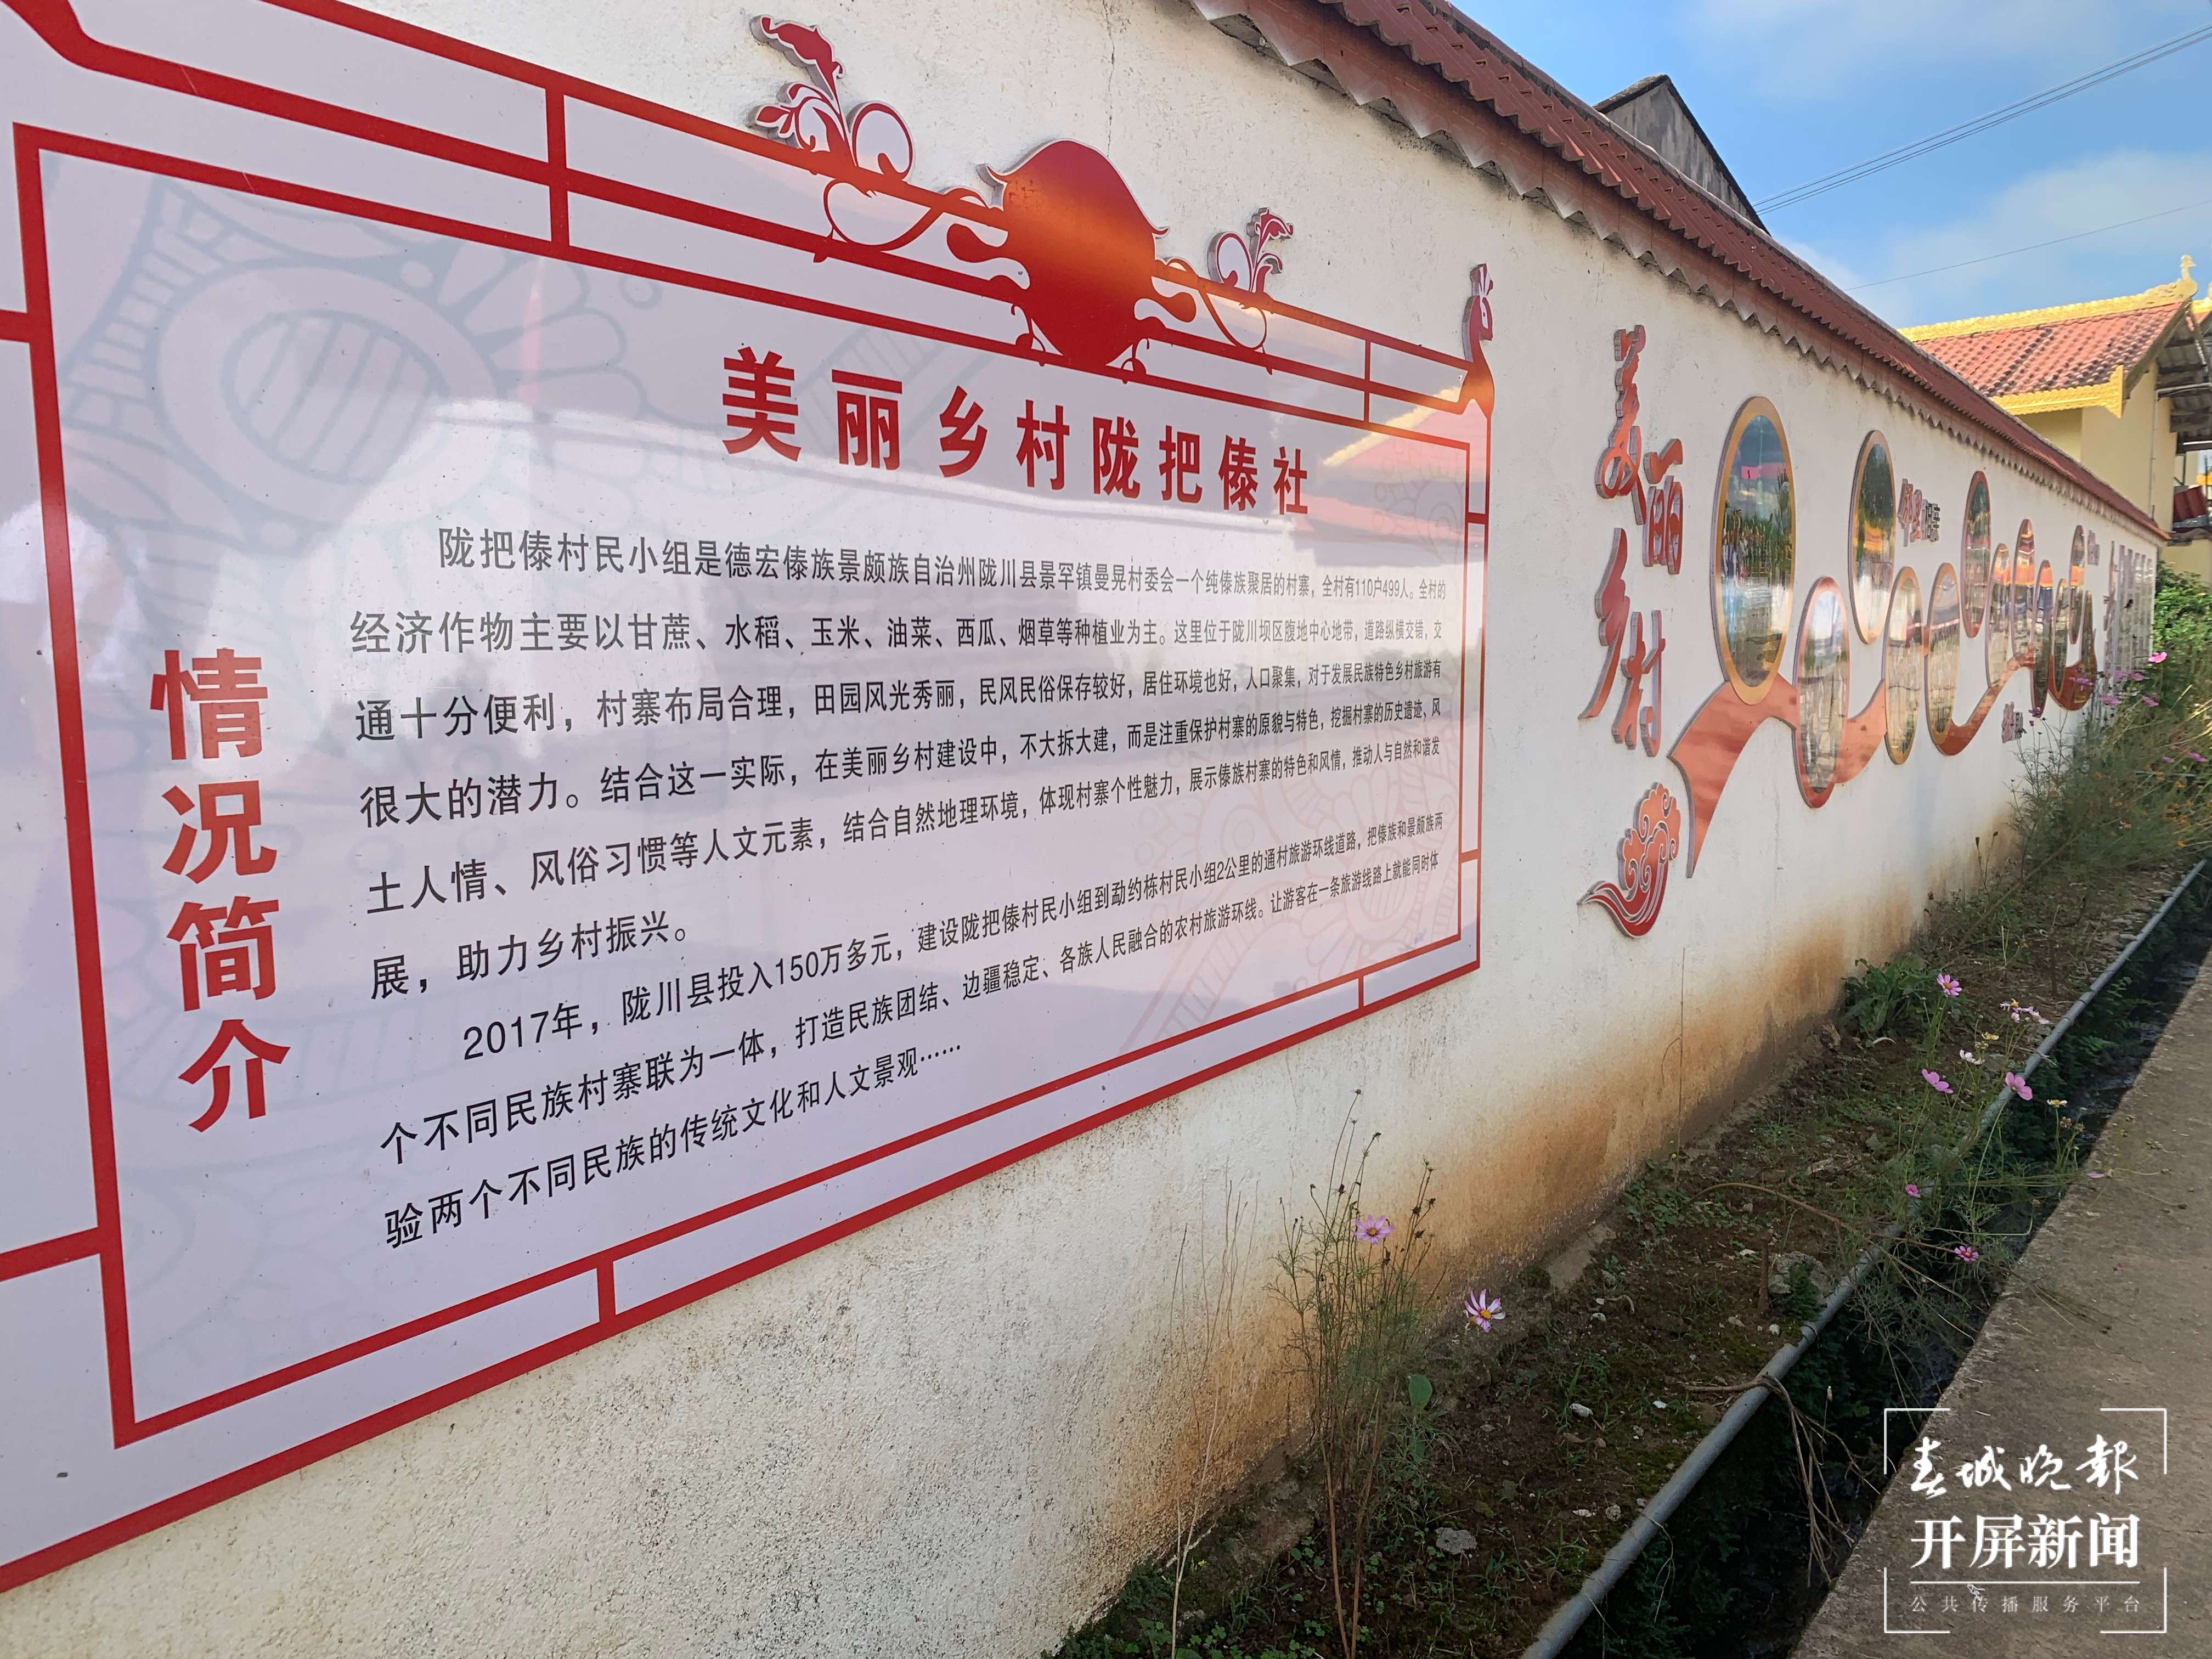 美丽乡村陇把傣社
情况简介
陇把傣村民小组是德宏傣族景颇族自治州陇川县景罕镇曼晃村委会一个纯傣族聚居的村寨，全村有110户499人。全村的
经济作物主要以甘蔗、水稻、玉米、油菜、西瓜、烟草等种植业为主。这里位于陇川坝区腹地中心地带，道路纵横交错，交
通十分便利，村寨布局合理，田园风光秀丽，民风民俗保存较好，居住环境也好，人口聚集，对于发展民族特色乡村旅游有
很大的潜力。结合这一实际，在美丽乡村建设中，不大拆大建，而是注重保护村寨的原貌与特色，挖掘村寨的历史遗迹、风
土人情、风俗习惯等人文元素，结合自然地理环境，体现村寨个性魅力，展示傣族村寨的特色和风情，推动人与自然和谐发
展，助力乡村振兴。
2017年，陇川县投入150万多元，建设陇把傣村民小组到勐约栋村民小组2公里的通村旅游环线道路，把傣族和景颇族两
个不同民族村寨联为一体，打造民族团结、边疆稳定、各族人民融合的农村旅游环线。让游客在一条旅游线路上就能同时体
验两个不同民族的传统文化和人文景观……
美丽乡村
春城晚报
开屏新闻
公共传播服务平台